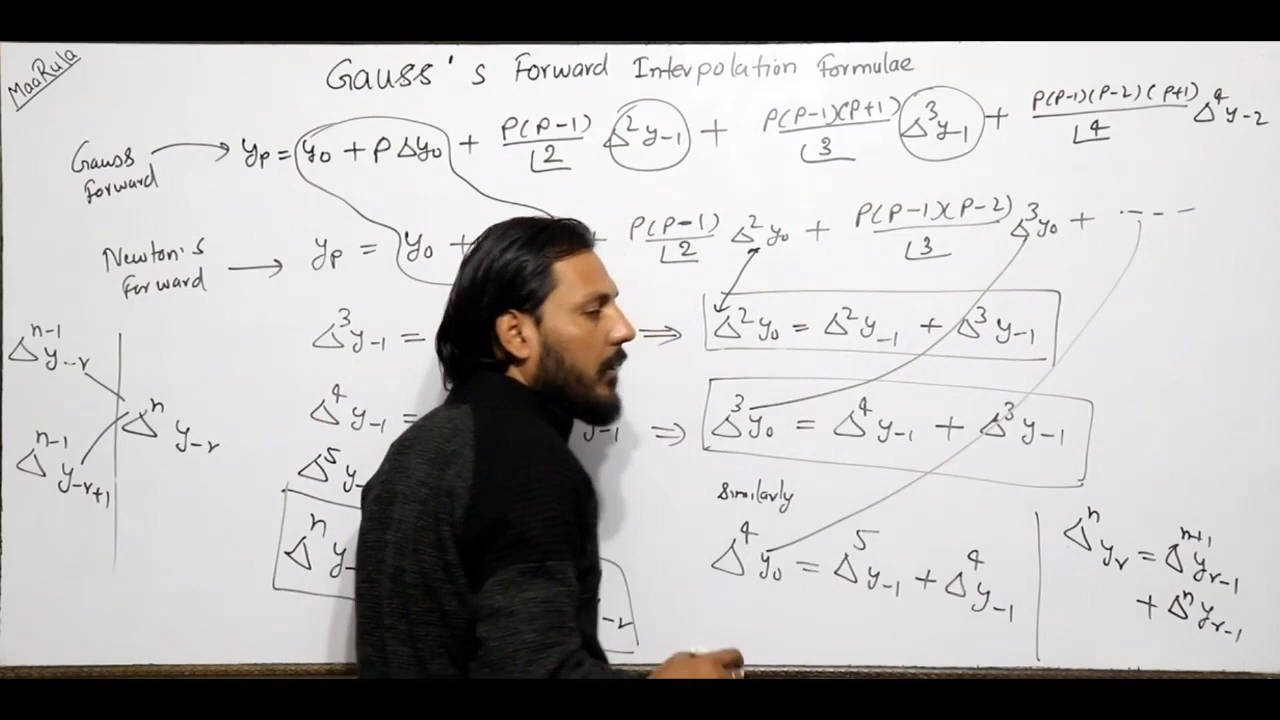 MaaRula
Gauss's Forward Interpolation Formulae
Gauss Forward → yₚ = y₀ + PΔy₀ + P(P-1)/⌊2 Δ²y₋₁ + P(P-1)(P+1)/⌊3 Δ³y₋₁ + P(P-1)(P-2)(P+1)/⌊4 Δ⁴y₋₂
Newton's Forward → yₚ = y₀ + P(P-1)/⌊2 Δ²y₀ + P(P-1)(P-2)/⌊3 Δ³y₀ + ----
Δ³y₋₁ = ⇒ Δ²y₀ = Δ²y₋₁ + Δ³y₋₁
Δⁿ⁻¹y₋ᵣ
Δⁿy₋ᵣ
Δⁿ⁻¹y₋ᵣ₊₁
Δ⁴y₋₁ = y₋₁ ⇒ Δ³y₀ = Δ⁴y₋₁ + Δ³y₋₁
Δ⁵y₋
Δⁿy₋ ₋ᵣ
Similarly
Δ⁴y₀ = Δ⁵y₋₁ + Δ⁴y₋₁
Δⁿyᵣ = Δⁿ⁺¹yᵣ₋₁
+ Δⁿyᵣ₋₁